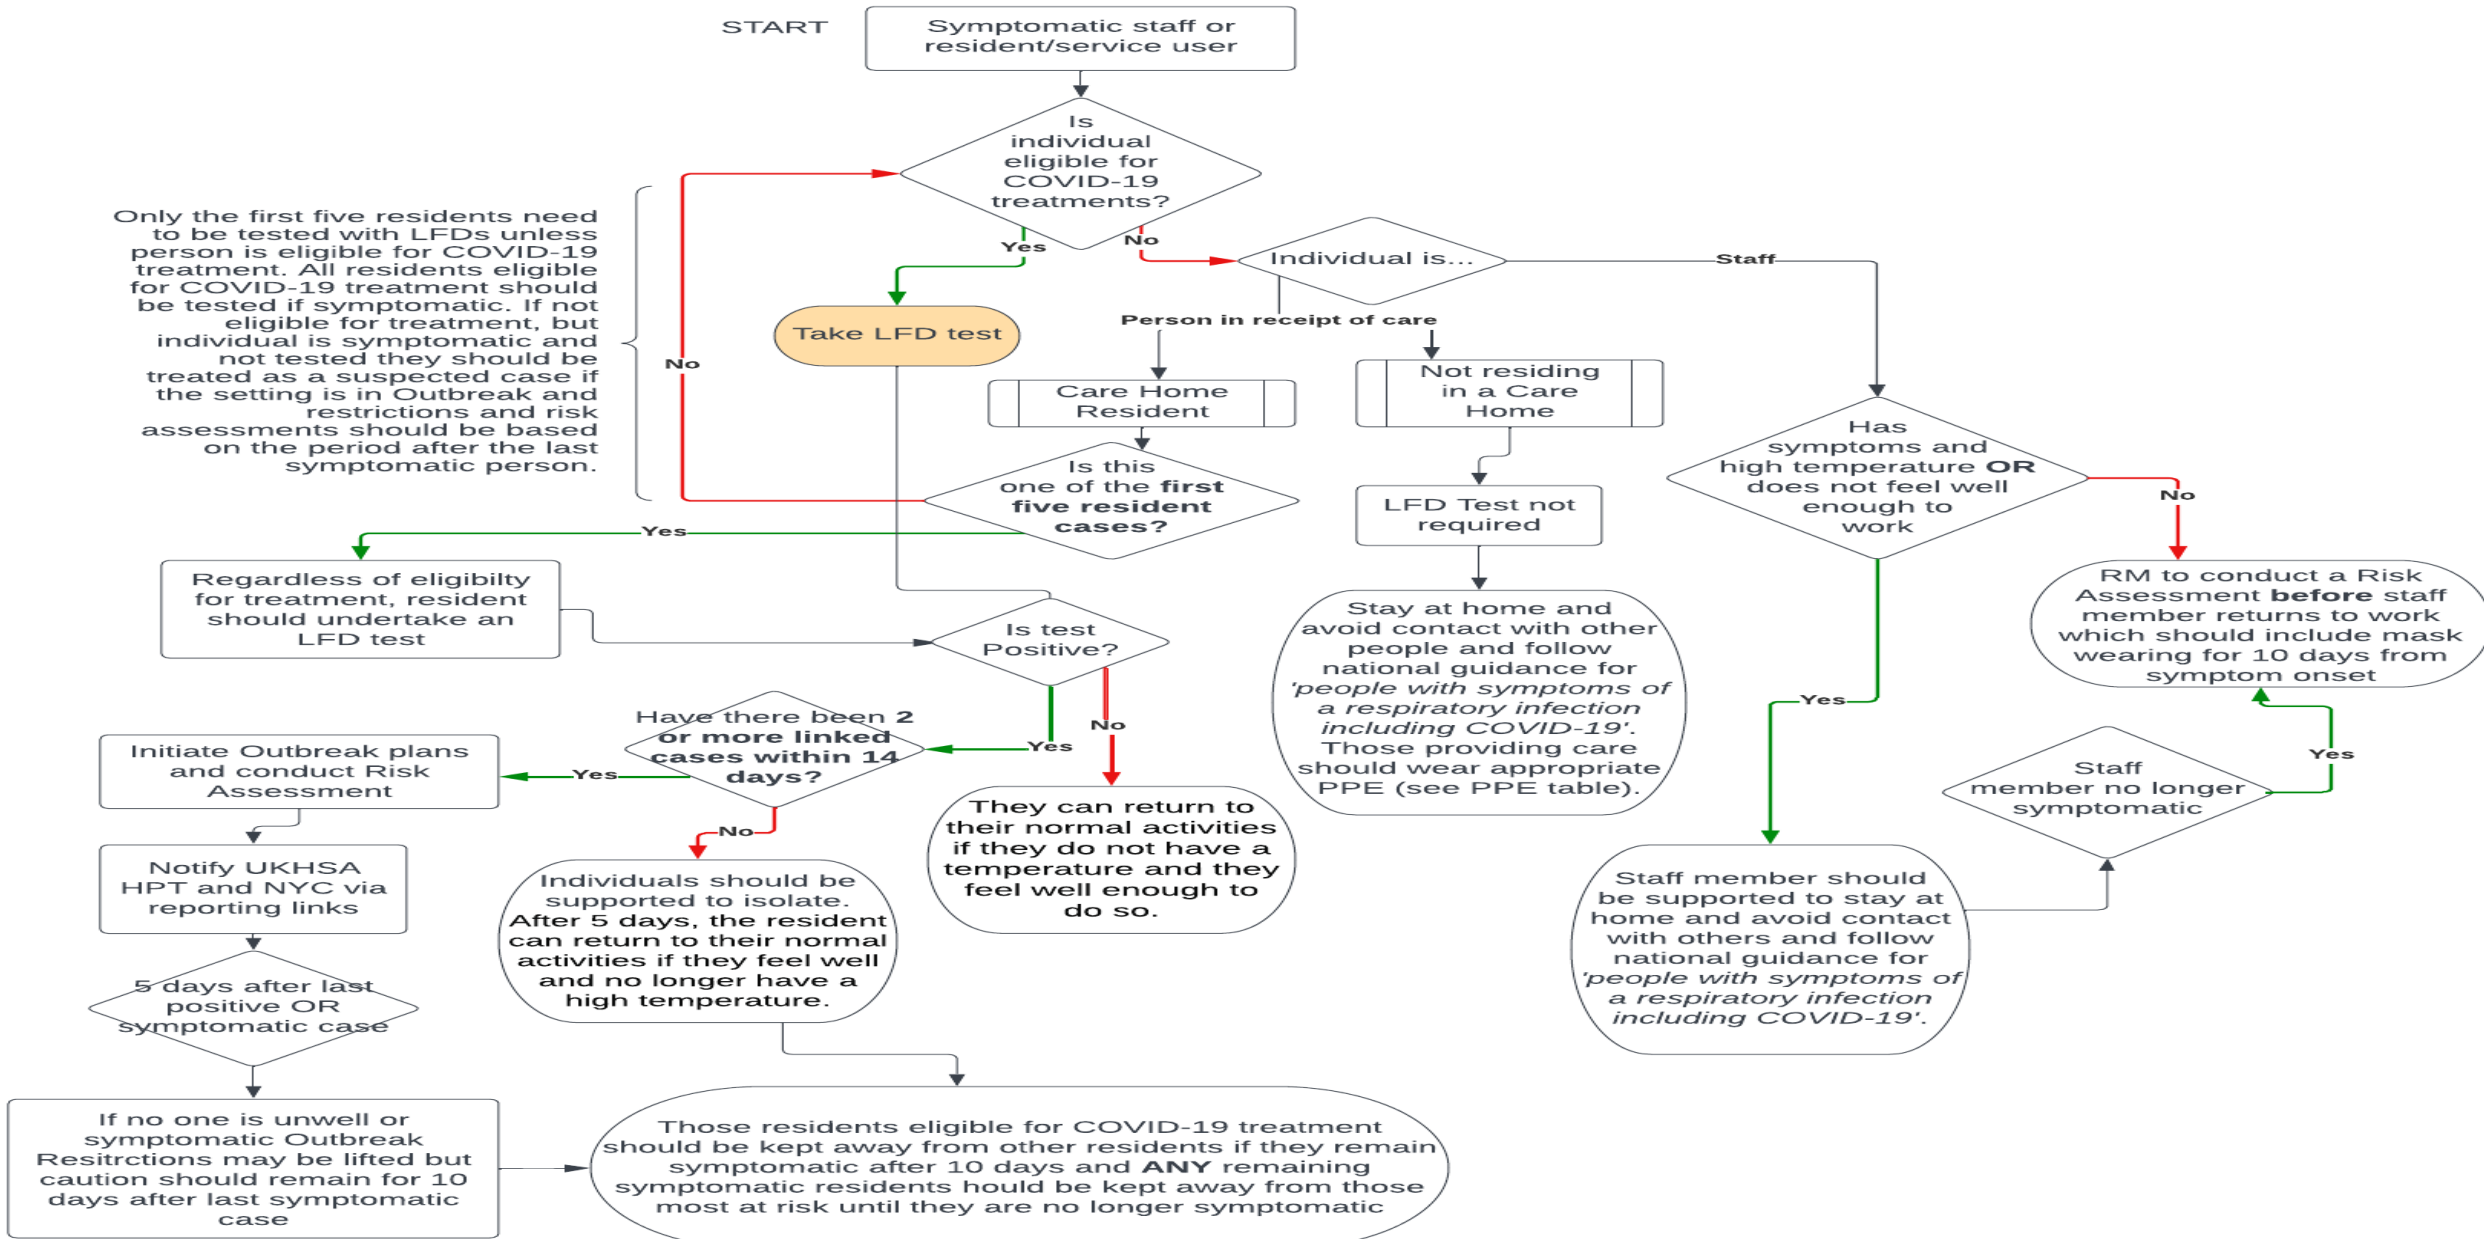 START
Symptomatic staff or
resident/service user
Is
individual
eligible for
COVID-19
treatments?
Yes
No
Only the first five residents need
to be tested with LFDs unless
person is eligible for COVID-19
treatment. All residents eligible
for COVID-19 treatment should
be tested if symptomatic. If not
eligible for treatment, but
individual is symptomatic and
not tested they should be
treated as a suspected case if
the setting is in Outbreak and
restrictions and risk
assessments should be based
on the period after the last
symptomatic person.
No
Take LFD test
Individual is...
Staff
Person in receipt of care
Care Home
Resident
Not residing
in a Care
Home
Is this
one of the first
five resident
cases?
Yes
LFD Test not
required
Has
symptoms and
high temperature OR
does not feel well
enough to
work
No
Yes
Regardless of eligibilty
for treatment, resident
should undertake an
LFD test
Is test
Positive?
No
Yes
Stay at home and
avoid contact with other
people and follow
national guidance for
'people with symptoms of
a respiratory infection
including COVID-19'.
Those providing care
should wear appropriate
PPE (see PPE table).
RM to conduct a Risk
Assessment before staff
member returns to work
which should include mask
wearing for 10 days from
symptom onset
Yes
Staff
member no longer
symptomatic
Have there been 2
or more linked
cases within 14
days?
Yes
No
Initiate Outbreak plans
and conduct Risk
Assessment
They can return to
their normal activities
if they do not have a
temperature and they
feel well enough to
do so.
Notify UKHSA
HPT and NYC via
reporting links
Individuals should be
supported to isolate.
After 5 days, the resident
can return to their normal
activities if they feel well
and no longer have a
high temperature.
Staff member should
be supported to stay at
home and avoid contact
with others and follow
national guidance for
'people with symptoms of
a respiratory infection
including COVID-19'.
5 days after last
positive OR
symptomatic case
If no one is unwell or
symptomatic Outbreak
Resitrctions may be lifted but
caution should remain for 10
days after last symptomatic
case
Those residents eligible for COVID-19 treatment
should be kept away from other residents if they remain
symptomatic after 10 days and ANY remaining
symptomatic residents hould be kept away from those
most at risk until they are no longer symptomatic